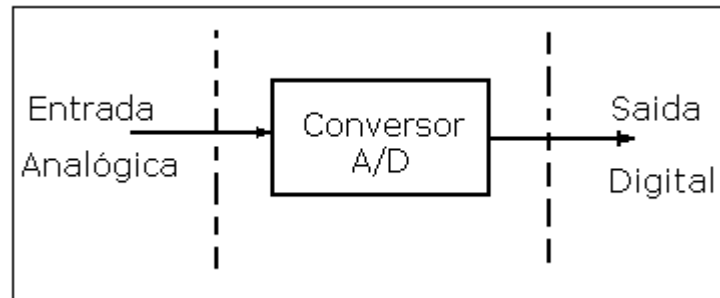 Entrada
Analógica
Conversor
A/D
Saida
Digital